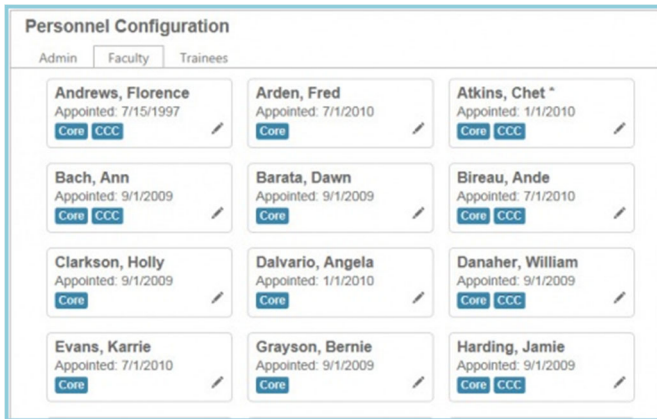 Personnel Configuration
Admin Faculty Trainees
Andrews, Florence
Appointed: 7/15/1997
Core CCC
Arden, Fred
Appointed: 7/1/2010
Core
Atkins, Chet *
Appointed: 1/1/2010
Core CCC
Bach, Ann
Appointed: 9/1/2009
Core CCC
Barata, Dawn
Appointed: 9/1/2009
Core
Bireau, Ande
Appointed: 7/1/2010
Core CCC
Clarkson, Holly
Appointed: 9/1/2009
Core
Dalvario, Angela
Appointed: 1/1/2010
Core
Danaher, William
Appointed: 9/1/2009
Core CCC
Evans, Karrie
Appointed: 7/1/2010
Core
Grayson, Bernie
Appointed: 9/1/2009
Core
Harding, Jamie
Appointed: 9/1/2009
Core CCC